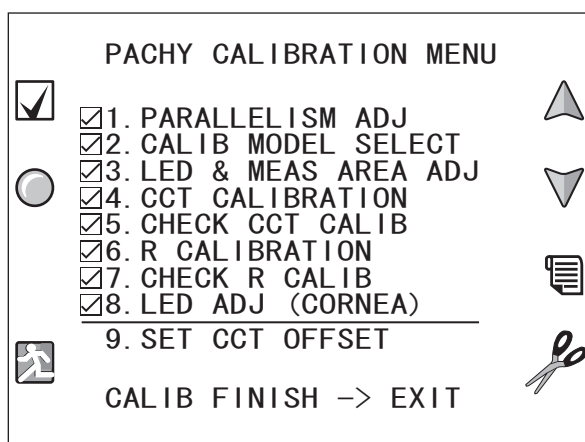 PACHY CALIBRATION MENU
☑1. PARALLELISM ADJ
☑2. CALIB MODEL SELECT
☑3. LED & MEAS AREA ADJ
☑4. CCT CALIBRATION
☑5. CHECK CCT CALIB
☑6. R CALIBRATION
☑7. CHECK R CALIB
☑8. LED ADJ (CORNEA)
9. SET CCT OFFSET
CALIB FINISH -> EXIT